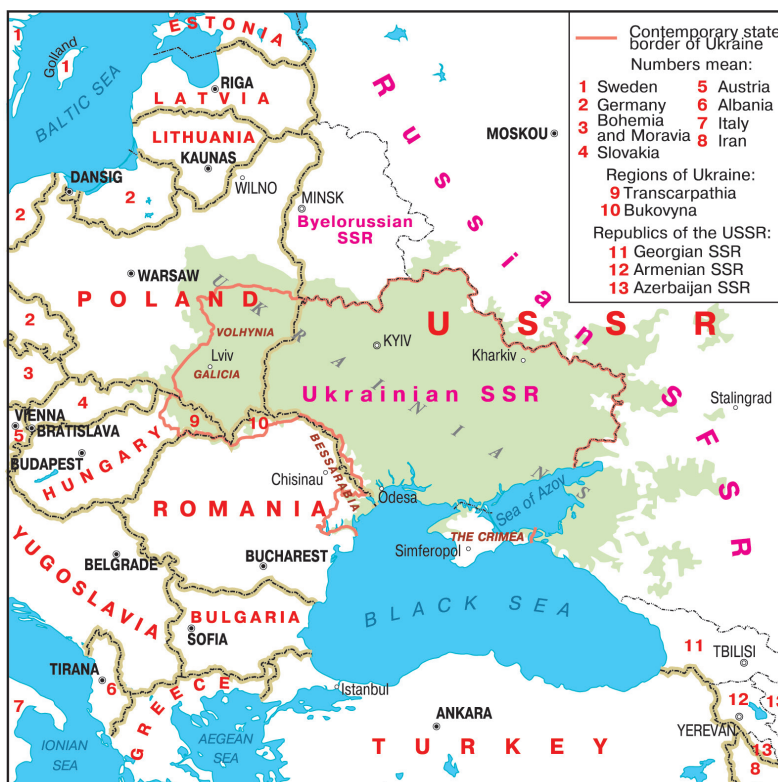 ESTONIA
1
Golland
1
BALTIC SEA
RIGA
LATVIA
LITHUANIA
KAUNAS
DANSIG
2
WILNO
MINSK
Byelorussian
SSR
MOSKOU
Russian SFSR
Contemporary state
border of Ukraine
Numbers mean:
1 Sweden
2 Germany
3 Bohemia
and Moravia
4 Slovakia
5 Austria
6 Albania
7 Italy
8 Iran
Regions of Ukraine:
9 Transcarpathia
10 Bukovyna
Republics of the USSR:
11 Georgian SSR
12 Armenian SSR
13 Azerbaijan SSR
2
WARSAW
POLAND
UKRAINIANS
USSR
2
VOLHYNIA
KYIV
Kharkiv
Lviv
GALICIA
3
Ukrainian SSR
4
Stalingrad
VIENNA
5
BRATISLAVA
9
10
BUDAPEST
HUNGARY
BESSARABIA
Chisinau
Odesa
ROMANIA
Sea of Azov
THE CRIMEA
Simferopol
YUGOSLAVIA
BELGRADE
BUCHAREST
BLACK SEA
BULGARIA
SOFIA
11
TBILISI
TIRANA
6
GREECE
Istanbul
12
13
7
ANKARA
YEREVAN
IONIAN
SEA
AEGEAN
SEA
TURKEY
13
8